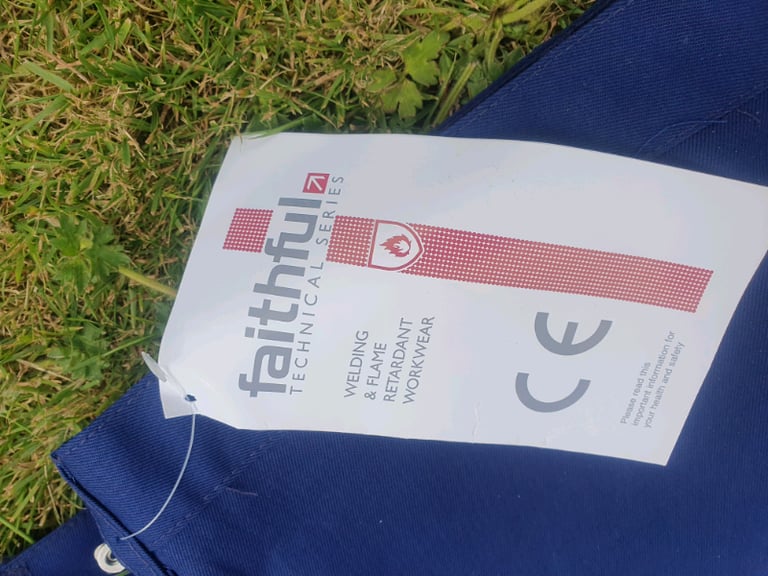 faithful
TECHNICAL SERIES
WELDING
& FLAME
RETARDANT
WORKWEAR
CE
Please read this
important information for
your health and safety